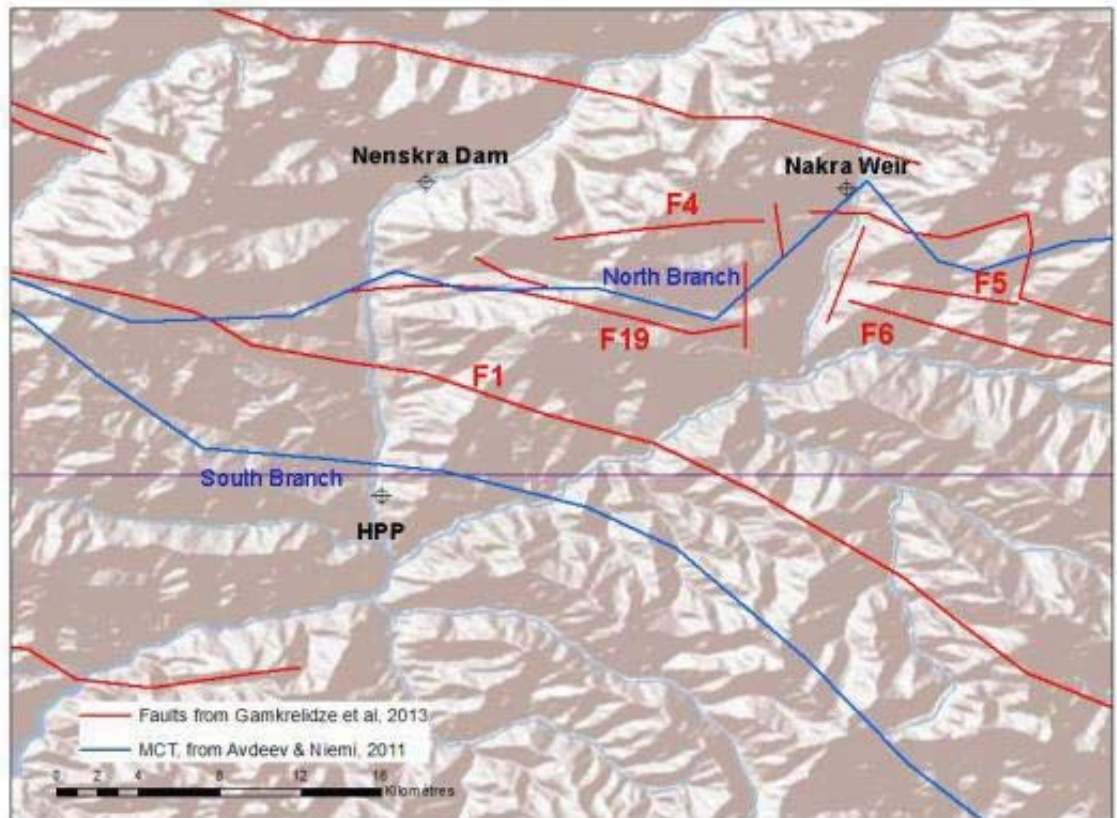 Nenskra Dam
Nakra Weir
F4
North Branch
F5
F19
F6
F1
South Branch
HPP
Faults from Gamkrelidze et al, 2013
MCT, from Avdeev & Niemi, 2011
0 2 4 8 12 16
Kilometres